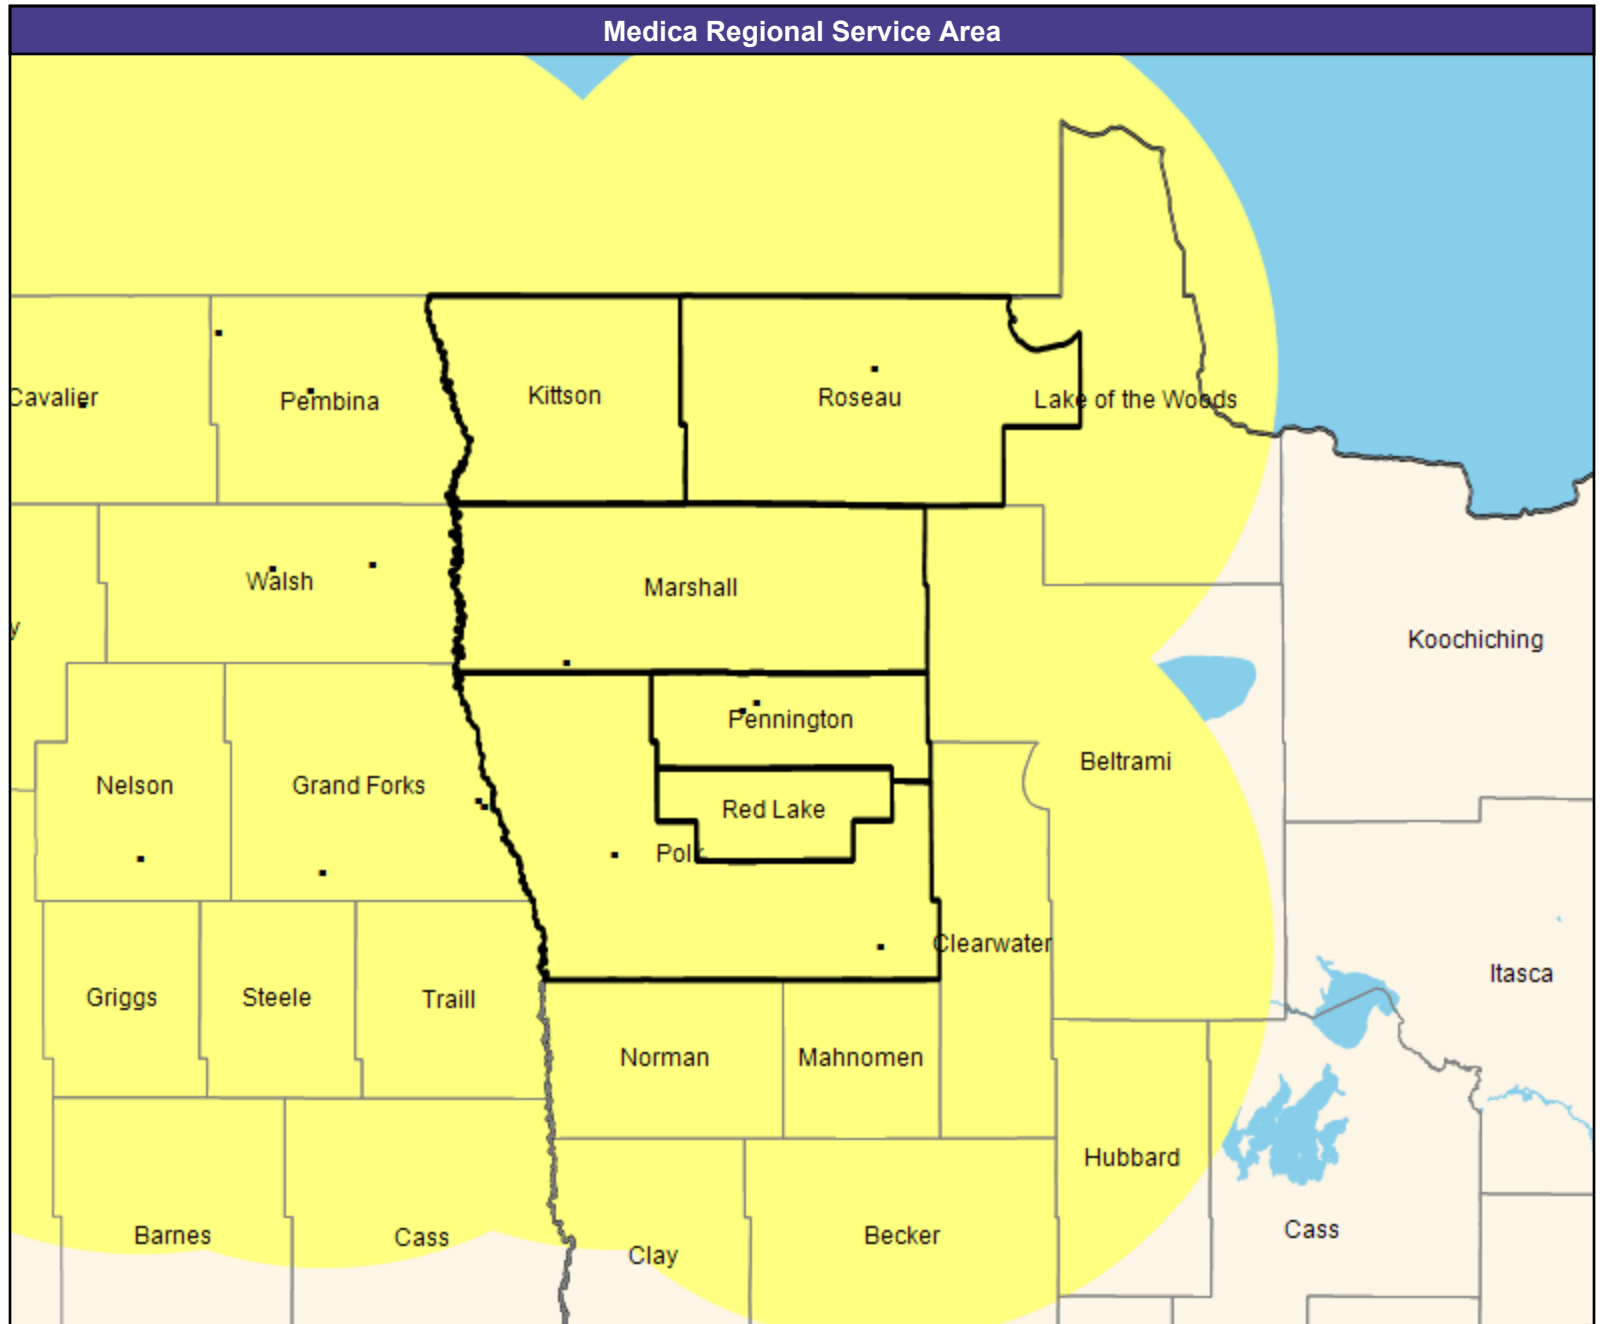 Medica Regional Service Area
Cavalier
Pembina
Kittson
Roseau
Lake of the Woods
Walsh
Marshall
y
Koochiching
Pennington
Nelson
Grand Forks
Beltrami
Red Lake
Polk
Clearwater
Itasca
Griggs
Steele
Traill
Norman
Mahnomen
Hubbard
Barnes
Cass
Clay
Becker
Cass